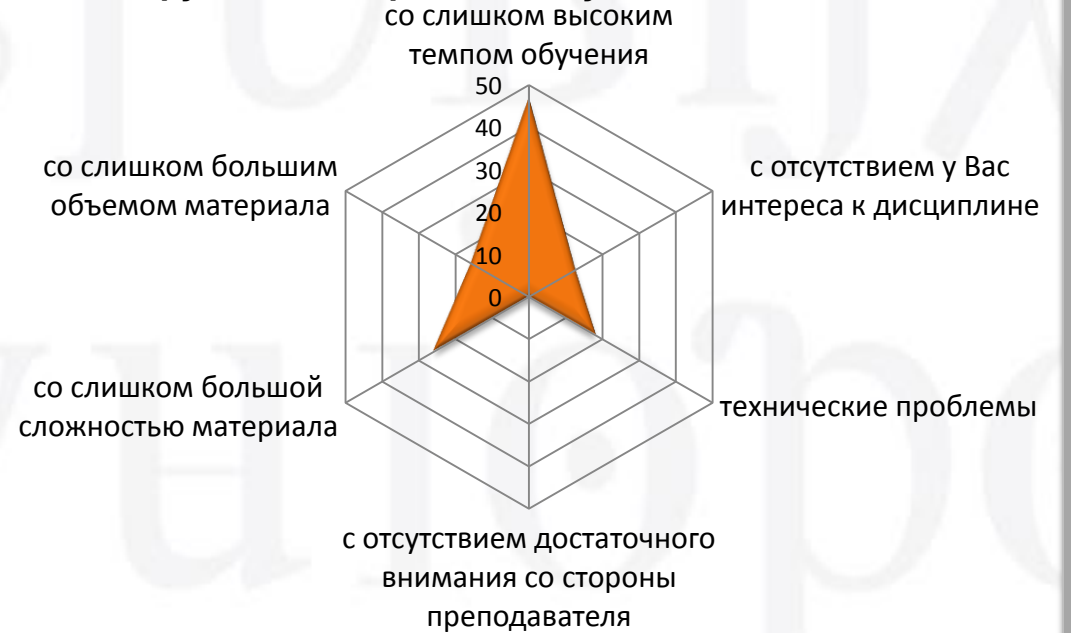 со слишком высоким
темпом обучения
50
40
30
20
10
0
со слишком большим
объемом материала
с отсутствием у Вас
интереса к дисциплине
со слишком большой
сложностью материала
технические проблемы
с отсутствием достаточного
внимания со стороны
преподавателя